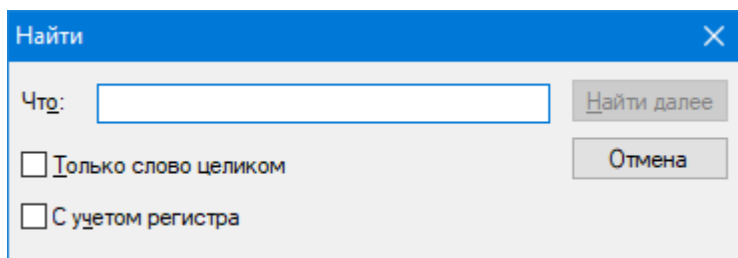 Найти
Что:
Найти далее
Только слово целиком
Отмена
С учетом регистра